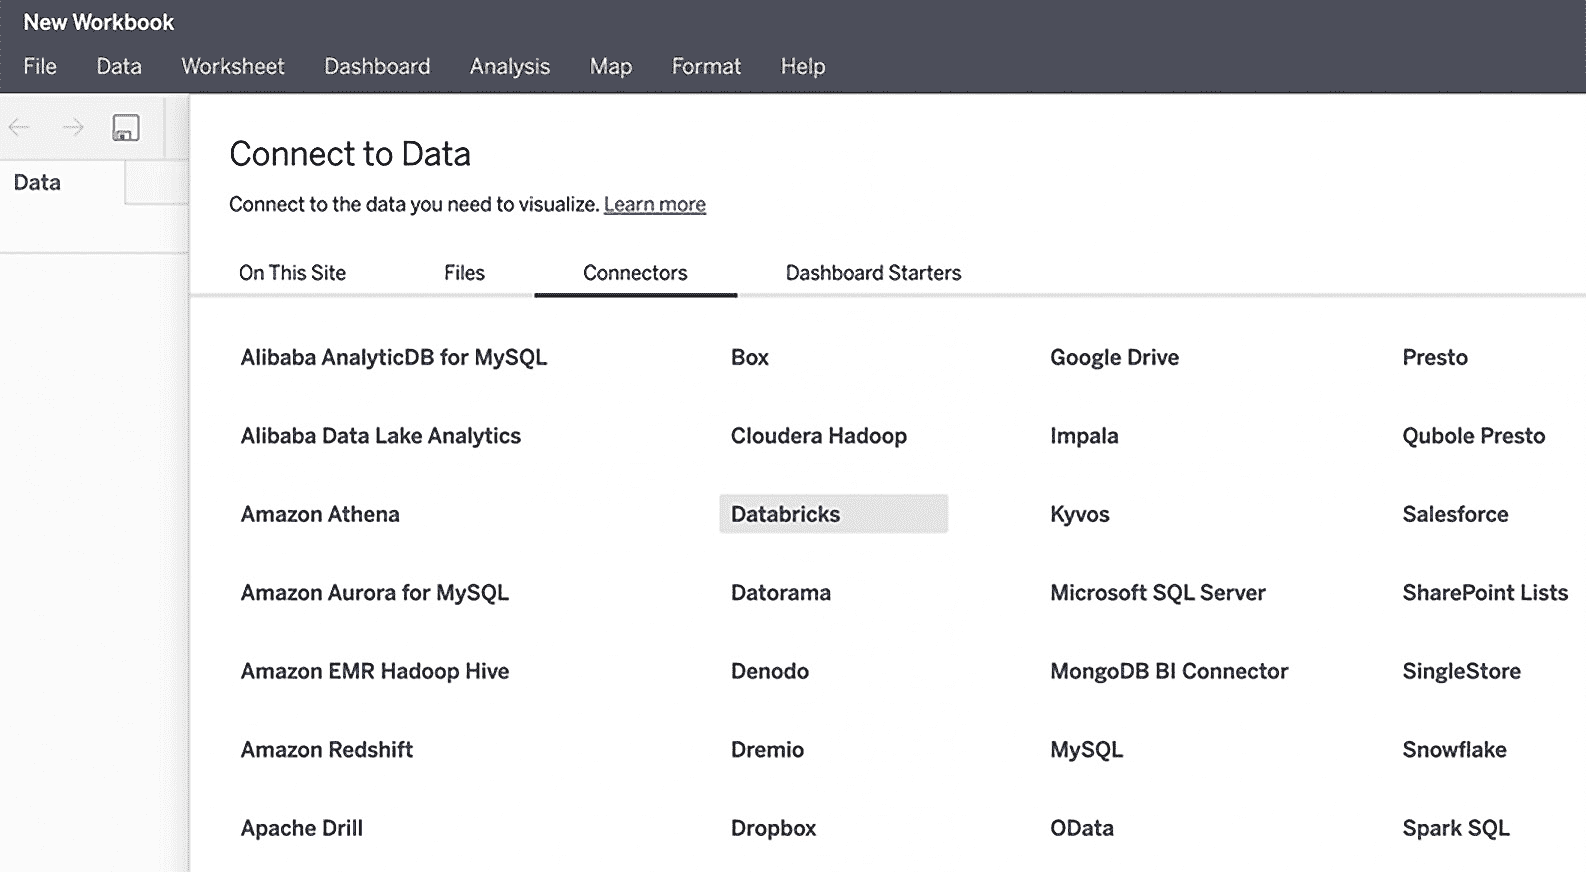 New Workbook
File Data Worksheet Dashboard Analysis Map Format Help
Data
Connect to Data
Connect to the data you need to visualize. Learn more
On This Site Files Connectors Dashboard Starters
Alibaba AnalyticDB for MySQL Box Google Drive Presto
Alibaba Data Lake Analytics Cloudera Hadoop Impala Qubole Presto
Amazon Athena Databricks Kyvos Salesforce
Amazon Aurora for MySQL Datorama Microsoft SQL Server SharePoint Lists
Amazon EMR Hadoop Hive Denodo MongoDB BI Connector SingleStore
Amazon Redshift Dremio MySQL Snowflake
Apache Drill Dropbox OData Spark SQL